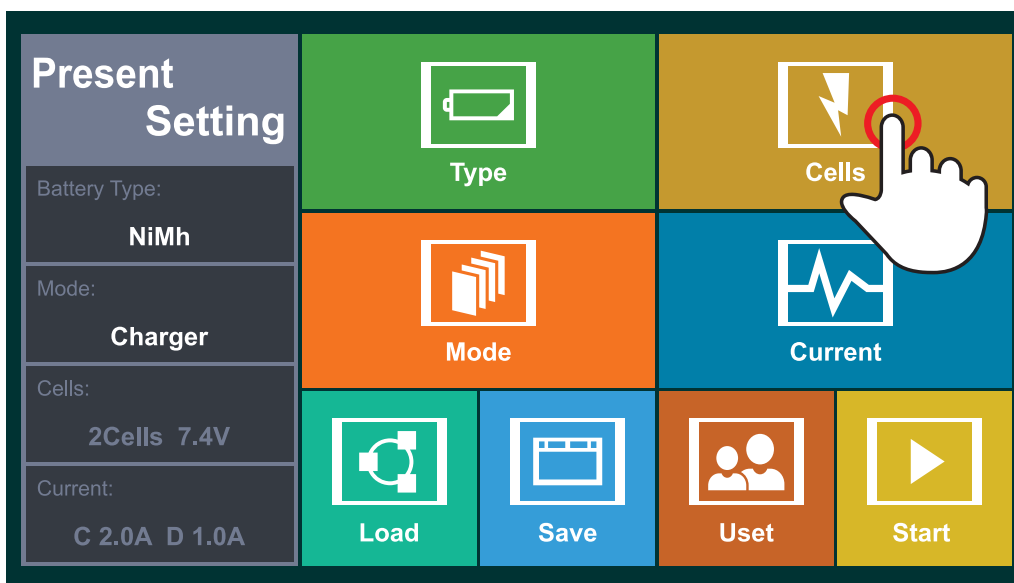 Present
Setting
Battery Type:
NiMh
Mode:
Charger
Cells:
2Cells 7.4V
Current:
C 2.0A D 1.0A
Type
Cells
Mode
Current
Load
Save
Uset
Start